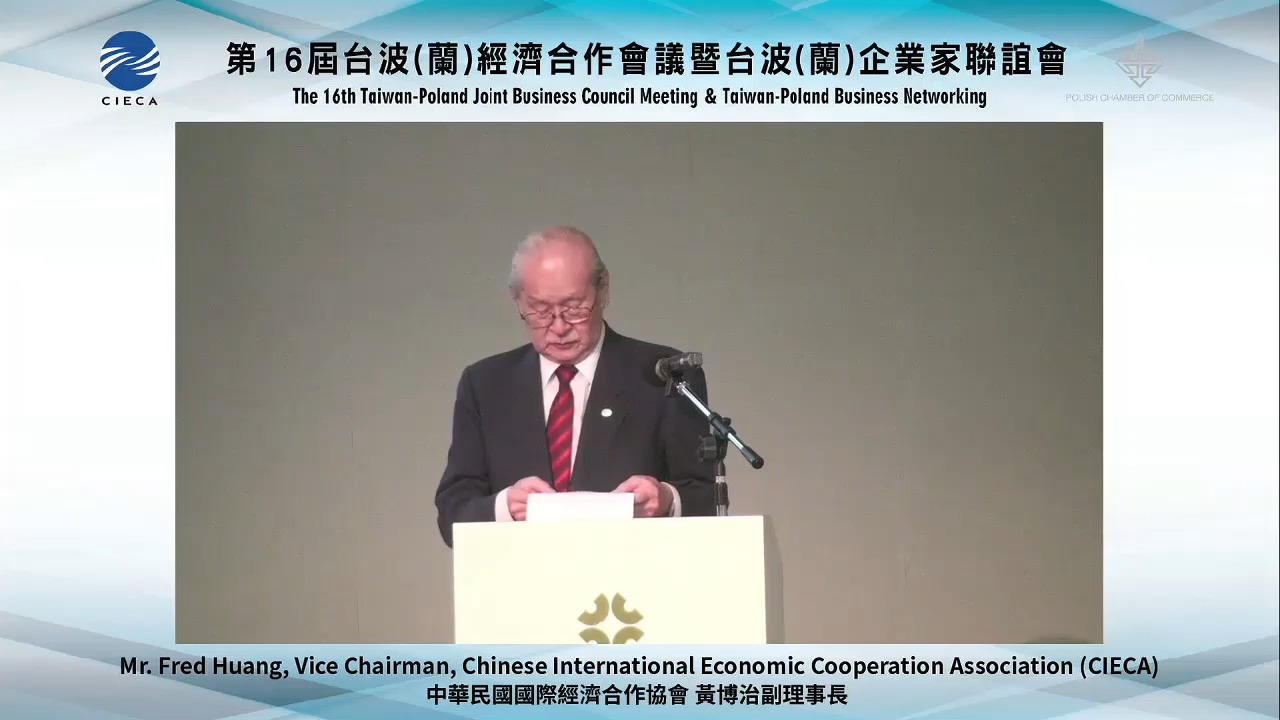 第16屆台波(蘭)經濟合作會議暨台波(蘭)企業家聯誼會
The 16th Taiwan-Poland Joint Business Council Meeting & Taiwan-Poland Business Networking
CIECA
POLISH CHAMBER OF COMMERCE
Mr. Fred Huang, Vice Chairman, Chinese International Economic Cooperation Association (CIECA)
中華民國國際經濟合作協會 黃博治副理事長